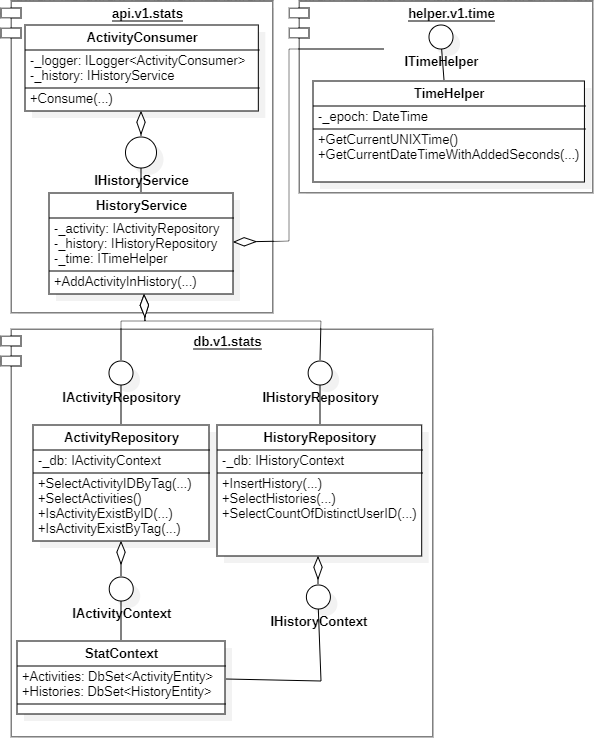 api.v1.stats
ActivityConsumer
-_logger: ILogger<ActivityConsumer>
-_history: IHistoryService
+Consume(...)
IHistoryService
HistoryService
-_activity: IActivityRepository
-_history: IHistoryRepository
-_time: ITimeHelper
+AddActivityInHistory(...)
helper.v1.time
ITimeHelper
TimeHelper
-_epoch: DateTime
+GetCurrentUNIXTime()
+GetCurrentDateTimeWithAddedSeconds(...)
db.v1.stats
IActivityRepository
ActivityRepository
-_db: IActivityContext
+SelectActivityIDByTag(...)
+SelectActivities()
+IsActivityExistByID(...)
+IsActivityExistByTag(...)
IHistoryRepository
HistoryRepository
-_db: IHistoryContext
+InsertHistory(...)
+SelectHistories(...)
+SelectCountOfDistinctUserID(...)
IActivityContext
IHistoryContext
StatContext
+Activities: DbSet<ActivityEntity>
+Histories: DbSet<HistoryEntity>